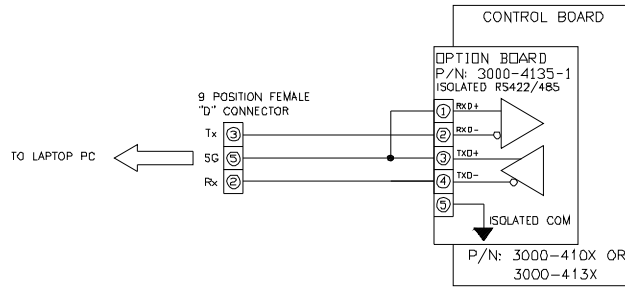 CONTROL BOARD
OPTION BOARD
P/N: 3000-4135-1
ISOLATED RS422/485
9 POSITION FEMALE
"D" CONNECTOR
1 RXD+
Tx 3 2 RXD-
TO LAPTOP PC SG 5 3 TXD+
Rx 2 4 TXD-
5
ISOLATED COM
P/N: 3000-410X OR
3000-413X